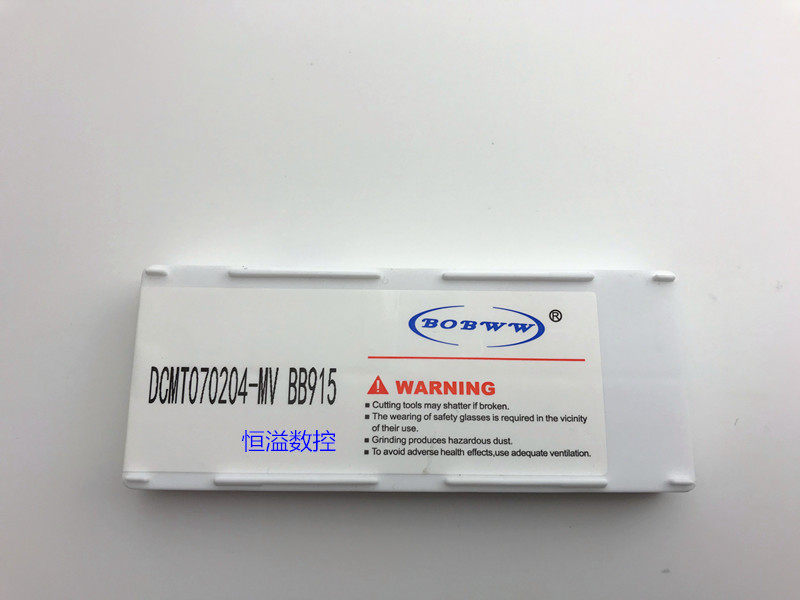 BOBWW®
DCMT070204-MV BB915
恒溢数控
⚠ WARNING
■ Cutting tools may shatter if broken.
■ The wearing of safety glasses is required in the vicinity
of their use.
■ Grinding produces hazardous dust.
■ To avoid adverse health effects,use adequate ventilation.